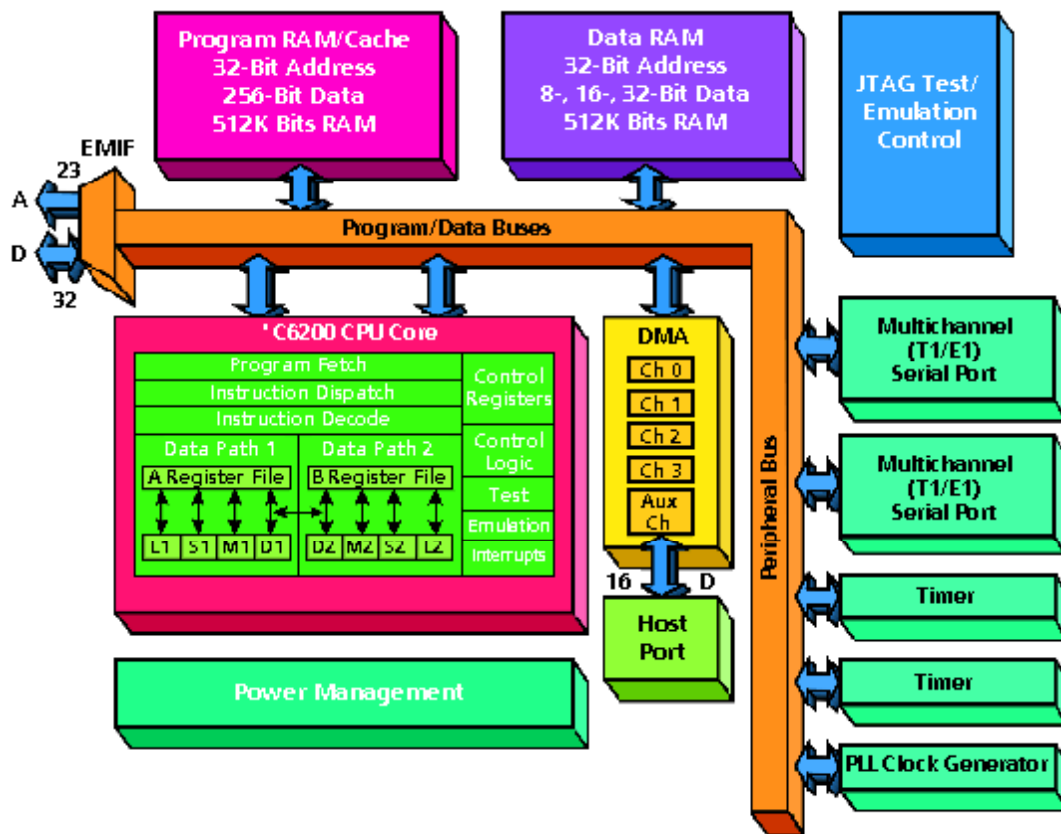 Program RAM/Cache
32-Bit Address
256-Bit Data
512K Bits RAM
Data RAM
32-Bit Address
8-, 16-, 32-Bit Data
512K Bits RAM
JTAG Test/
Emulation
Control
EMIF
23
A
D
32
Program/Data Buses
'C6200 CPU Core
Program Fetch
Instruction Dispatch
Instruction Decode
Data Path 1
Data Path 2
A Register File
B Register File
L1
S1
M1
D1
D2
M2
S2
L2
Control
Registers
Control
Logic
Test
Emulation
Interrupts
DMA
Ch 0
Ch 1
Ch 2
Ch 3
Aux
Ch
16
D
Host
Port
Power Management
Peripheral Bus
Multichannel
(T1/E1)
Serial Port
Multichannel
(T1/E1)
Serial Port
Timer
Timer
PLL Clock Generator